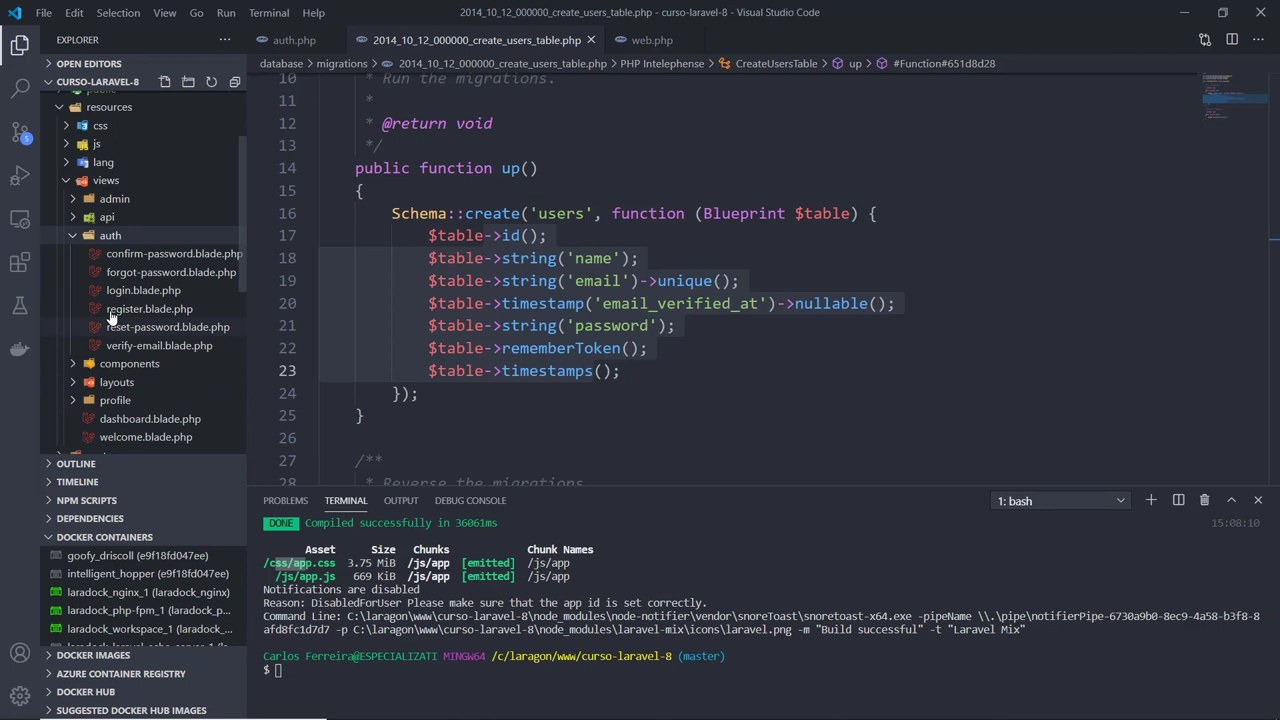 File Edit Selection View Go Run Terminal Help
2014_10_12_000000_create_users_table.php - curso-laravel-8 - Visual Studio Code
EXPLORER
auth.php
2014_10_12_000000_create_users_table.php
web.php
OPEN EDITORS
database > migrations > 2014_10_12_000000_create_users_table.php > PHP Intelephense > CreateUsersTable > up > #Function#651d8d28
CURSO-LARAVEL-8
public
resources
css
js
lang
views
admin
api
auth
confirm-password.blade.php
forgot-password.blade.php
login.blade.php
register.blade.php
reset-password.blade.php
verify-email.blade.php
components
layouts
profile
dashboard.blade.php
welcome.blade.php
OUTLINE
TIMELINE
NPM SCRIPTS
DEPENDENCIES
DOCKER CONTAINERS
goofy_driscoll (e9f18fd047ee)
intelligent_hopper (e9f18fd047ee)
laradock_nginx_1 (laradock_nginx)
laradock_php-fpm_1 (laradock_p...
laradock_workspace_1 (laradock_...
DOCKER IMAGES
AZURE CONTAINER REGISTRY
DOCKER HUB
SUGGESTED DOCKER HUB IMAGES
5
10 * Run the migrations.
11 *
12 * @return void
13 */
14 public function up()
15 {
16 Schema::create('users', function (Blueprint $table) {
17 $table->id();
18 $table->string('name');
19 $table->string('email')->unique();
20 $table->timestamp('email_verified_at')->nullable();
21 $table->string('password');
22 $table->rememberToken();
23 $table->timestamps();
24 });
25 }
26
27 /**
* Reverse the migrations
PROBLEMS TERMINAL OUTPUT DEBUG CONSOLE
1: bash
DONE Compiled successfully in 36061ms
15:08:10
Asset Size Chunks Chunk Names
/css/app.css 3.75 MiB /js/app [emitted] /js/app
/js/app.js 669 KiB /js/app [emitted] /js/app
Notifications are disabled
Reason: DisabledForUser Please make sure that the app id is set correctly.
Command Line: C:\laragon\www\curso-laravel-8\node_modules\node-notifier\vendor\snoreToast\snoretoast-x64.exe -pipeName \\.\pipe\notifierPipe-6730a9b0-8ec9-4a58-b3f8-8
afd8fc1d7d7 -p C:\laragon\www\curso-laravel-8\node_modules\laravel-mix\icons\laravel.png -m "Build successful" -t "Laravel Mix"
Carlos Ferreira@ESPECIALIZATI MINGW64 /c/laragon/www/curso-laravel-8 (master)
$